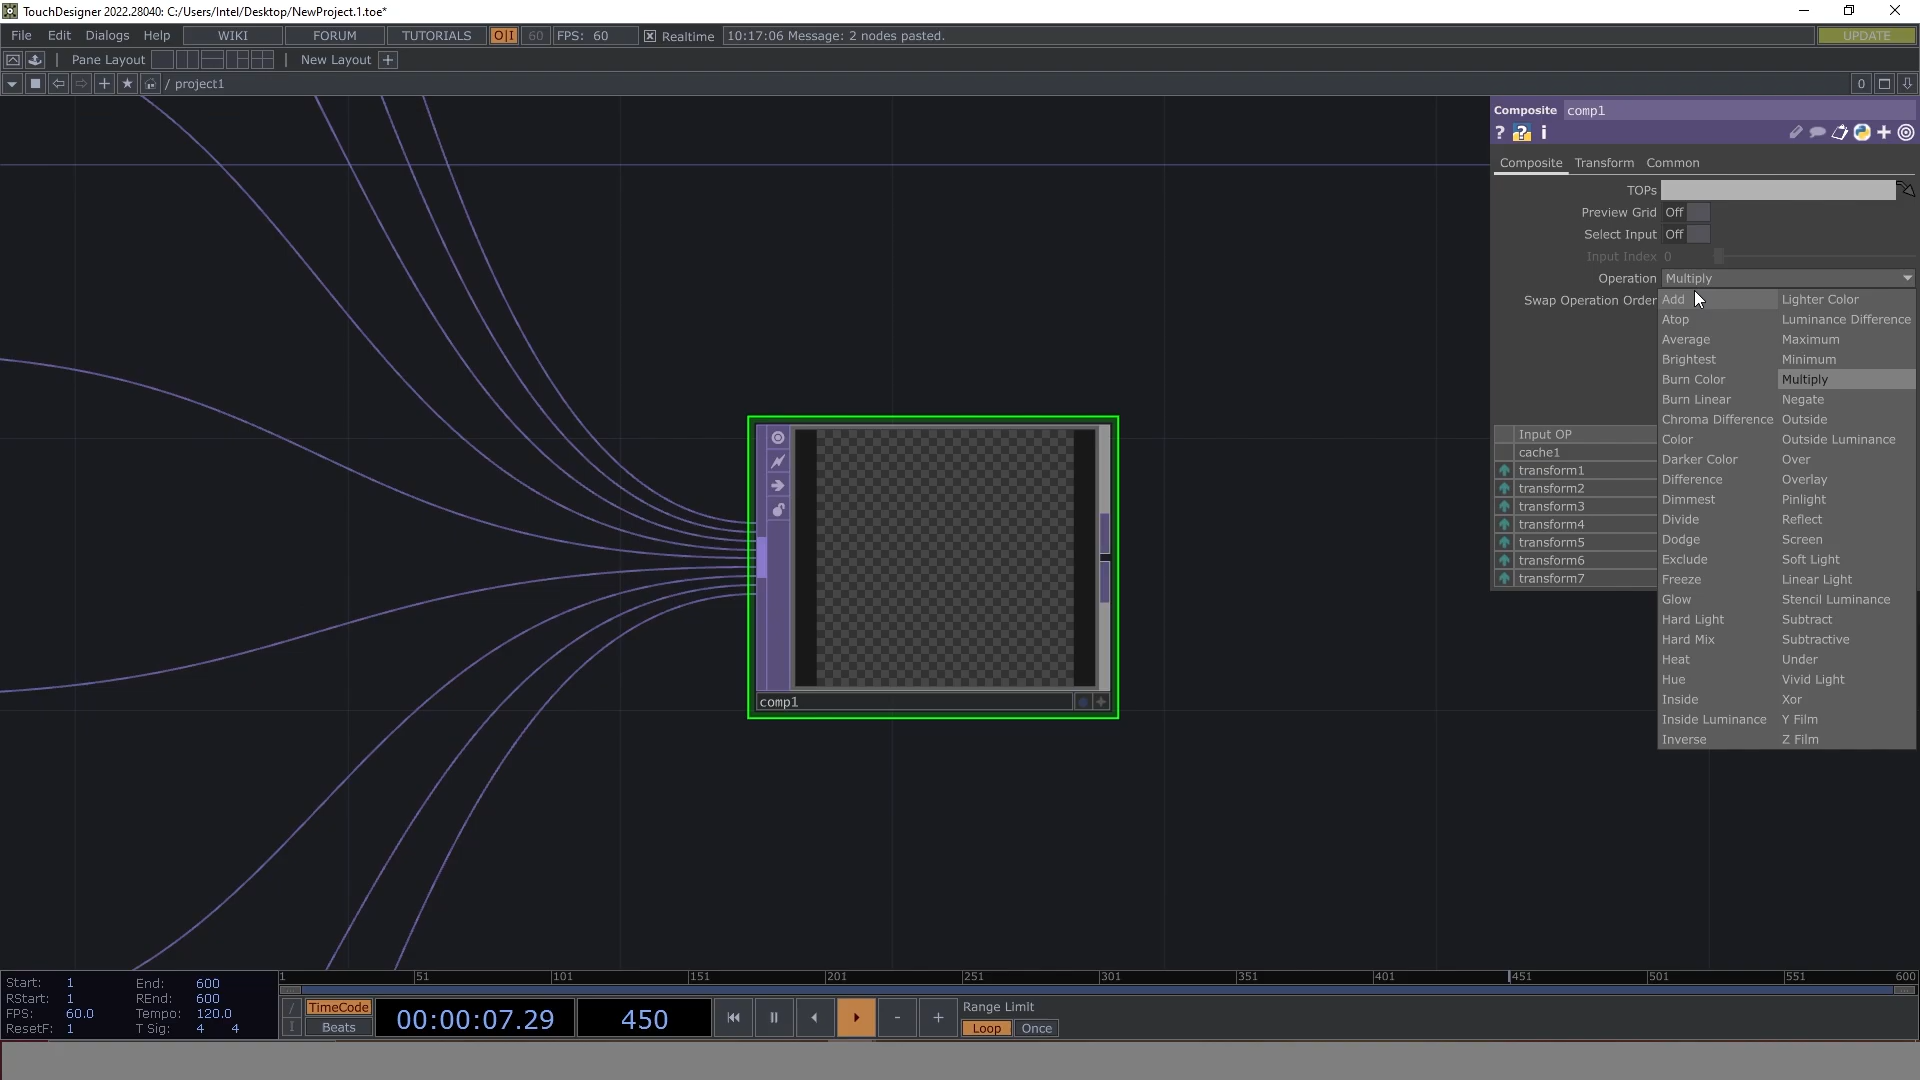 TouchDesigner 2022.28040: C:/Users/Intel/Desktop/NewProject.1.toe*
File Edit Dialogs Help WIKI FORUM TUTORIALS O|I 60 FPS: 60 Realtime 10:17:06 Message: 2 nodes pasted. UPDATE
Pane Layout New Layout +
/ project1 0
Composite comp1
? ? i
Composite Transform Common
TOPs
Preview Grid Off
Select Input Off
Input Index 0
Operation Multiply
Swap Operation Order
Add Lighter Color
Atop Luminance Difference
Average Maximum
Brightest Minimum
Burn Color Multiply
Burn Linear Negate
Chroma Difference Outside
Color Outside Luminance
Darker Color Over
Difference Overlay
Dimmest Pinlight
Divide Reflect
Dodge Screen
Exclude Soft Light
Freeze Linear Light
Glow Stencil Luminance
Hard Light Subtract
Hard Mix Subtractive
Heat Under
Hue Vivid Light
Inside Xor
Inside Luminance Y Film
Inverse Z Film
Input OP
cache1
transform1
transform2
transform3
transform4
transform5
transform6
transform7
comp1
1 51 101 151 201 251 301 351 401 451 501 551 600
Start: 1 End: 600
RStart: 1 REnd: 600
FPS: 60.0 Tempo: 120.0
ResetF: 1 T Sig: 4 4
TimeCode
Beats
00:00:07.29 450
Range Limit
Loop Once